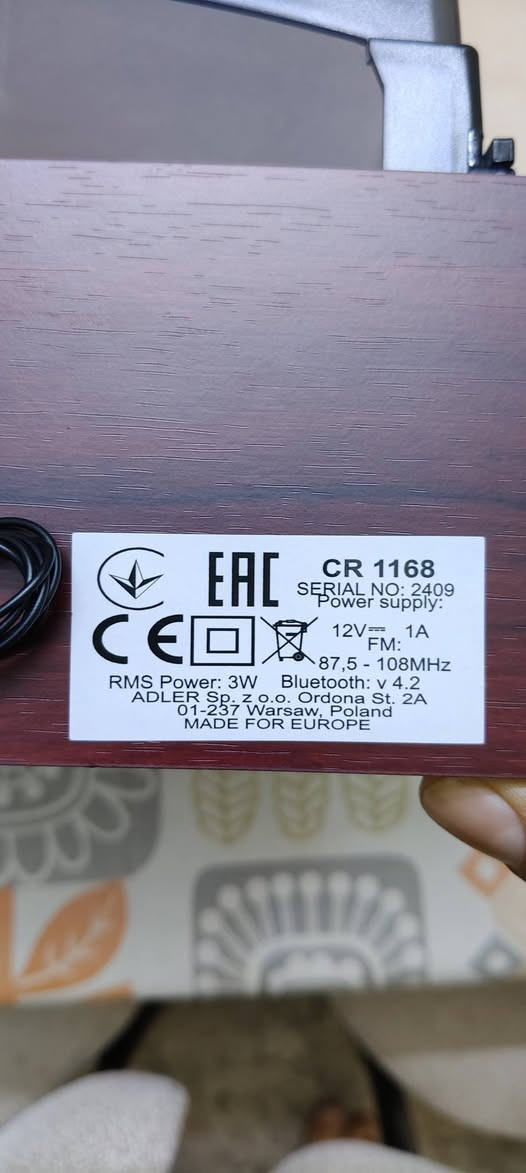 EAC
CR 1168
SERIAL NO: 2409
Power supply:
CE
12V⎓ 1A
FM:
87,5 - 108MHz
RMS Power: 3W Bluetooth: v 4.2
ADLER Sp. z o.o. Ordona St. 2A
01-237 Warsaw, Poland
MADE FOR EUROPE